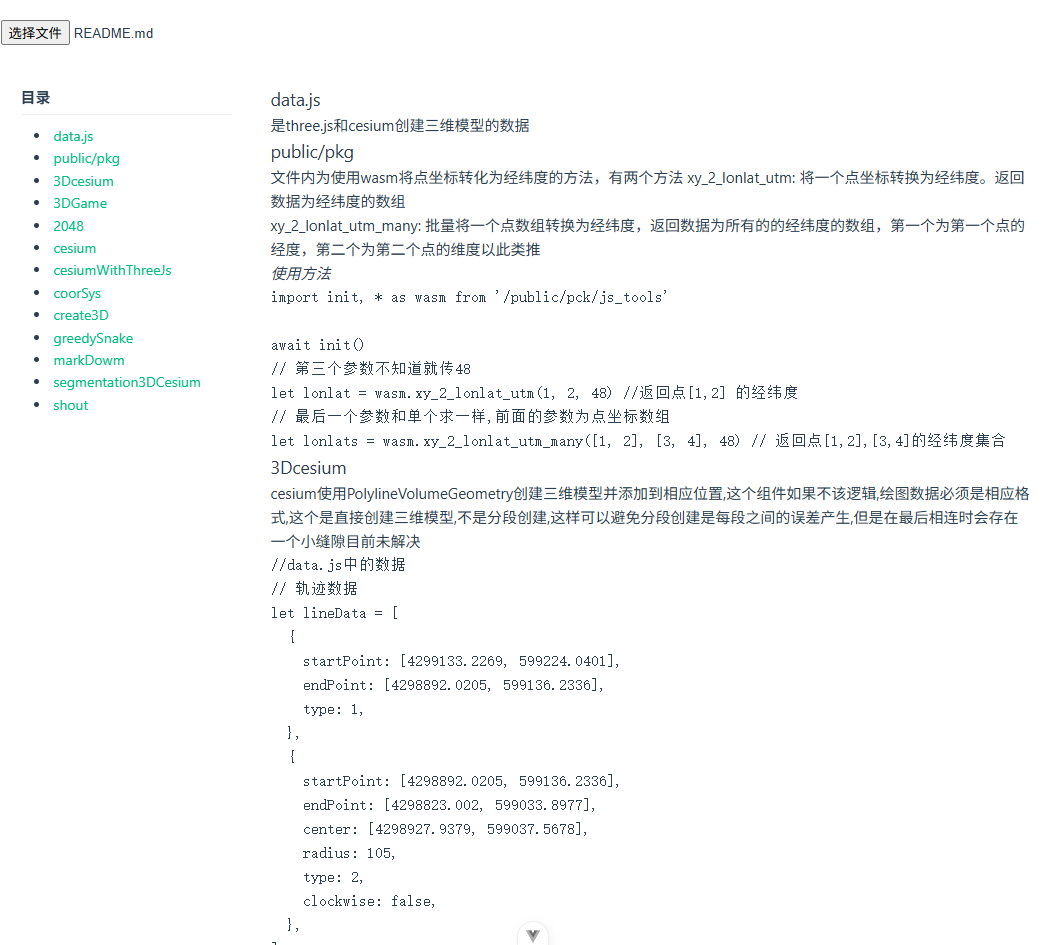 选择文件 README.md
目录
data.js
public/pkg
3Dcesium
3DGame
2048
cesium
cesiumWithThreeJs
coorSys
create3D
greedySnake
markDowm
segmentation3DCesium
shout
data.js
是three.js和cesium创建三维模型的数据
public/pkg
文件内为使用wasm将点坐标转化为经纬度的方法，有两个方法 xy_2_lonlat_utm: 将一个点坐标转换为经纬度。返回
数据为经纬度的数组
xy_2_lonlat_utm_many: 批量将一个点数组转换为经纬度，返回数据为所有的的经纬度的数组，第一个为第一个点的
经度，第二个为第二个点的维度以此类推
使用方法
import init, * as wasm from '/public/pck/js_tools'
await init()
// 第三个参数不知道就传48
let lonlat = wasm.xy_2_lonlat_utm(1, 2, 48) //返回点[1,2] 的经纬度
// 最后一个参数和单个求一样,前面的参数为点坐标数组
let lonlats = wasm.xy_2_lonlat_utm_many([1, 2], [3, 4], 48) // 返回点[1,2],[3,4]的经纬度集合
3Dcesium
cesium使用PolylineVolumeGeometry创建三维模型并添加到相应位置,这个组件如果不该逻辑,绘图数据必须是相应格
式,这个是直接创建三维模型,不是分段创建,这样可以避免分段创建是每段之间的误差产生,但是在最后相连时会存在
一个小缝隙目前未解决
//data.js中的数据
// 轨迹数据
let lineData = [
{
startPoint: [4299133.2269, 599224.0401],
endPoint: [4298892.0205, 599136.2336],
type: 1,
},
{
startPoint: [4298892.0205, 599136.2336],
endPoint: [4298823.002, 599033.8977],
center: [4298927.9379, 599037.5678],
radius: 105,
type: 2,
clockwise: false,
},